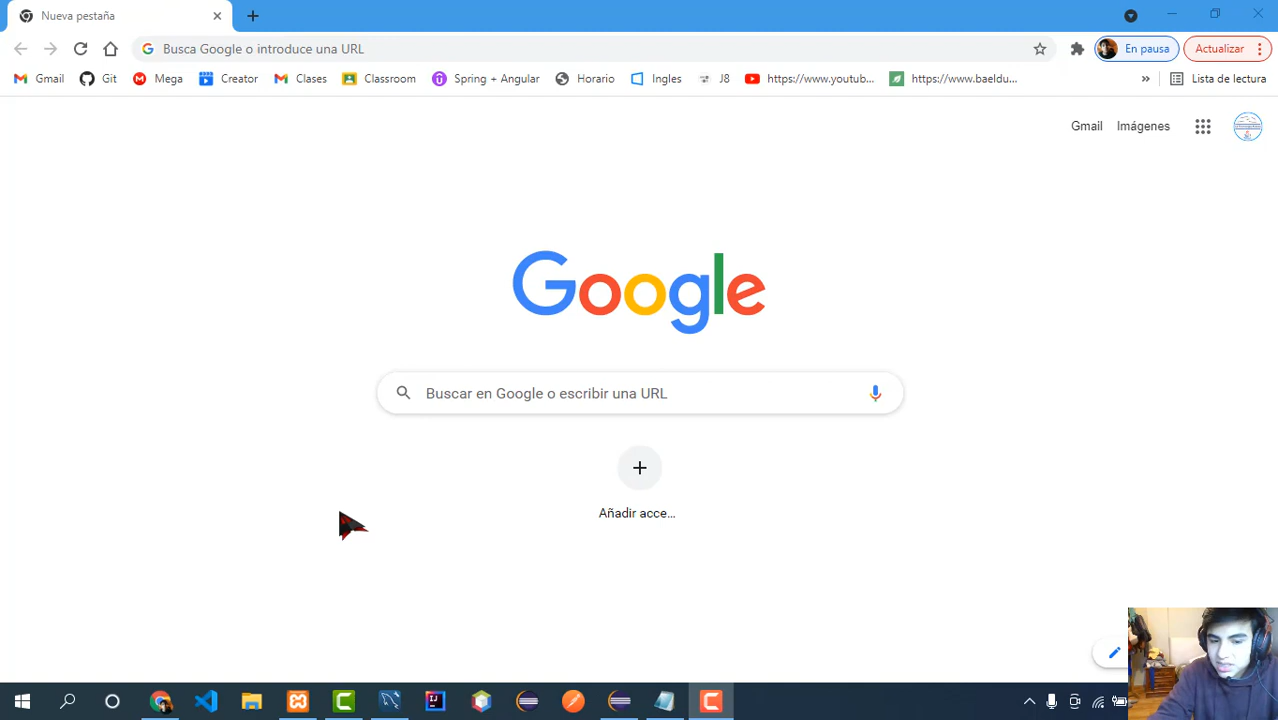 Nueva pestaña
Busca Google o introduce una URL
En pausa
Actualizar
Gmail Git Mega Creator Clases Classroom Spring + Angular Horario Ingles J8 https://www.youtub... https://www.baeldu... » Lista de lectura
Gmail Imágenes
Google
Buscar en Google o escribir una URL
Añadir acce...